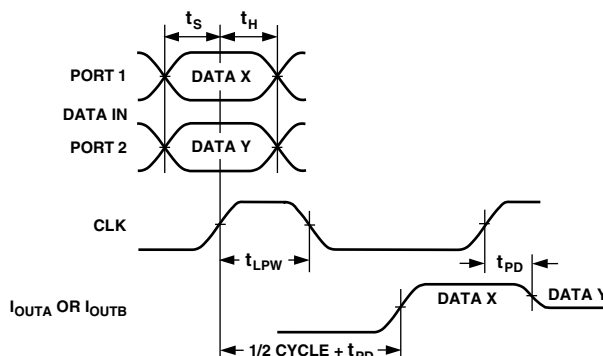 tS tH
PORT 1 DATA X
DATA IN
PORT 2 DATA Y
CLK
tLPW tPD
IOUTA OR IOUTB DATA X DATA Y
1/2 CYCLE + tPD